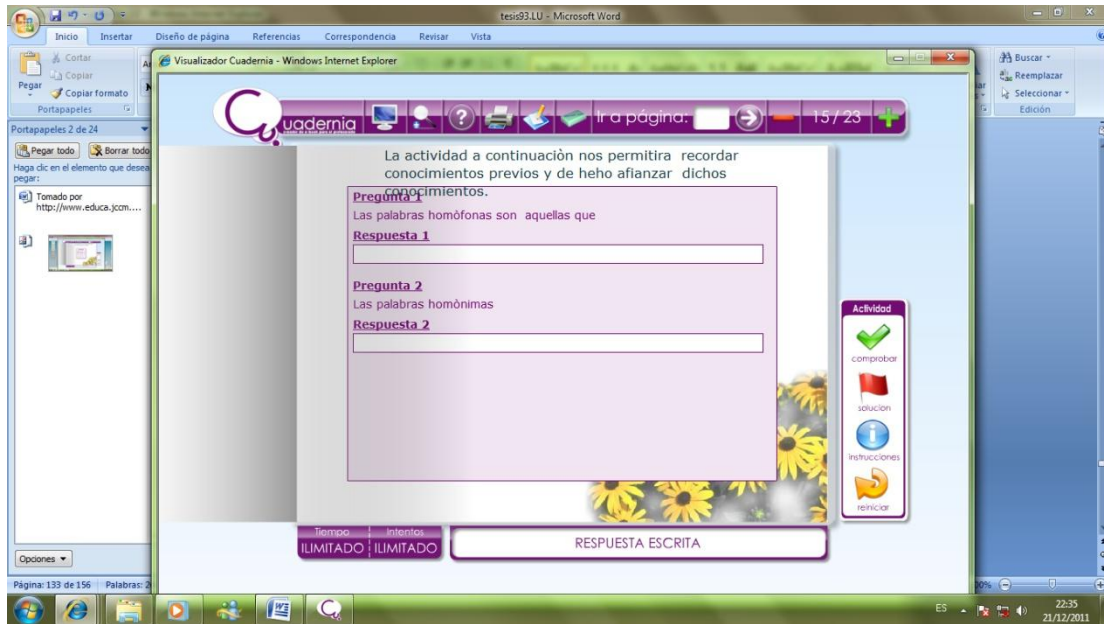 tesis93.LU - Microsoft Word
Inicio Insertar Diseño de página Referencias Correspondencia Revisar Vista
Pegar
Cortar
Copiar
Copiar formato
Portapapeles
Buscar
Reemplazar
Seleccionar
Edición
Portapapeles 2 de 24
Pegar todo Borrar todo
Haga clic en el elemento que desea
pegar:
Tomado por
http://www.educa.jccm....
Opciones
Visualizador Cuadernia - Windows Internet Explorer
Cuadernia Ir a página: 15 / 23
La actividad a continuaciòn nos permitira recordar
conocimientos previos y de heho afianzar dichos
conocimientos.
Pregunta 1
Las palabras homòfonas son aquellas que
Respuesta 1
Pregunta 2
Las palabras homònimas
Respuesta 2
Actividad
comprobar
solucion
instrucciones
reiniciar
Tiempo Intentos
ILIMITADO ILIMITADO
RESPUESTA ESCRITA
Página: 133 de 156 Palabras:
ES 22:35
21/12/2011